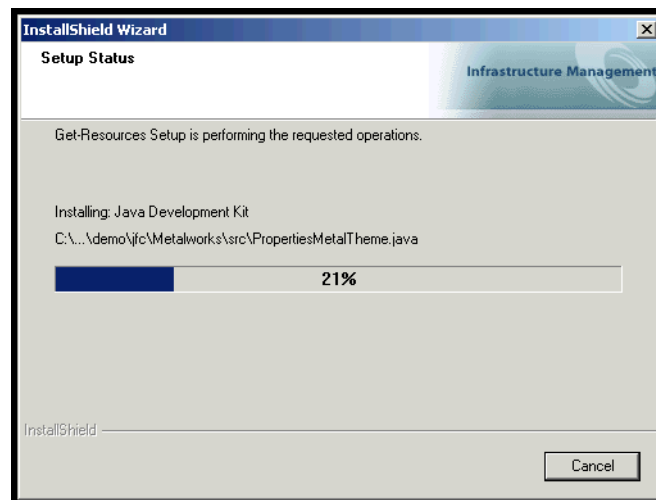 InstallShield Wizard
Setup Status
Infrastructure Management
Get-Resources Setup is performing the requested operations.
Installing: Java Development Kit
C:\...\demo\jfc\Metalworks\src\PropertiesMetalTheme.java
21%
InstallShield
Cancel